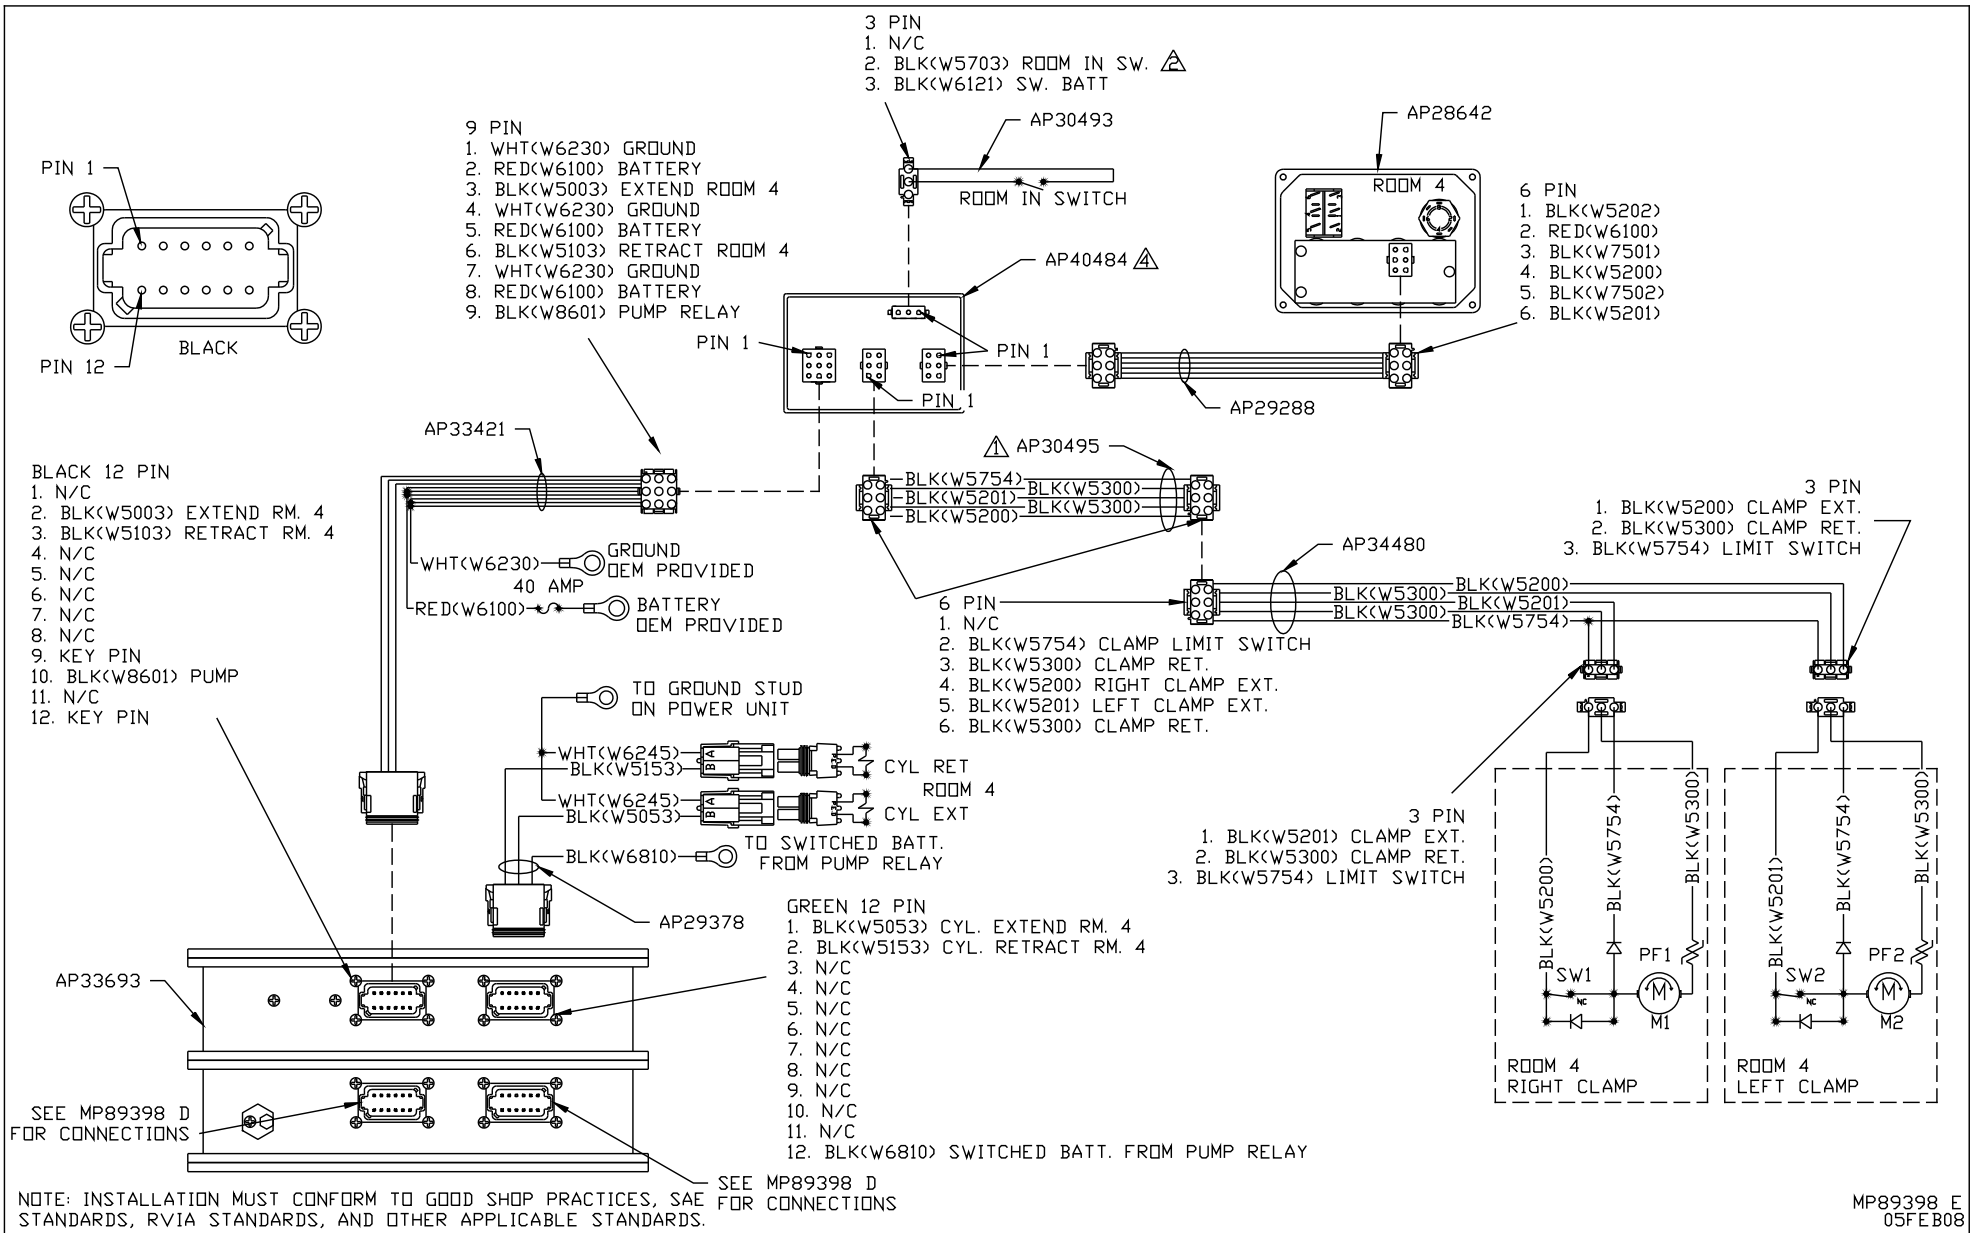 3 PIN
1. N/C
2. BLK(W5703) ROOM IN SW. 2
3. BLK(W6121) SW. BATT
AP30493
ROOM IN SWITCH
AP28642
ROOM 4
9 PIN
1. WHT(W6230) GROUND
2. RED(W6100) BATTERY
3. BLK(W5003) EXTEND ROOM 4
4. WHT(W6230) GROUND
5. RED(W6100) BATTERY
6. BLK(W5103) RETRACT ROOM 4
7. WHT(W6230) GROUND
8. RED(W6100) BATTERY
9. BLK(W8601) PUMP RELAY
PIN 1
PIN 12
BLACK
6 PIN
1. BLK(W5202)
2. RED(W6100)
3. BLK(W7501)
4. BLK(W5200)
5. BLK(W7502)
6. BLK(W5201)
AP40484 4
PIN 1
PIN 1
PIN 1
AP29288
AP33421
1 AP30495
BLK(W5754)
BLK(W5300)
BLK(W5201)
BLK(W5300)
BLK(W5200)
BLACK 12 PIN
1. N/C
2. BLK(W5003) EXTEND RM. 4
3. BLK(W5103) RETRACT RM. 4
4. N/C
5. N/C
6. N/C
7. N/C
8. N/C
9. KEY PIN
10. BLK(W8601) PUMP
11. N/C
12. KEY PIN
WHT(W6230)
GROUND
OEM PROVIDED
40 AMP
RED(W6100)
BATTERY
OEM PROVIDED
3 PIN
1. BLK(W5200) CLAMP EXT.
2. BLK(W5300) CLAMP RET.
3. BLK(W5754) LIMIT SWITCH
AP34480
BLK(W5200)
BLK(W5300)
BLK(W5201)
BLK(W5300)
BLK(W5754)
6 PIN
1. N/C
2. BLK(W5754) CLAMP LIMIT SWITCH
3. BLK(W5300) CLAMP RET.
4. BLK(W5200) RIGHT CLAMP EXT.
5. BLK(W5201) LEFT CLAMP EXT.
6. BLK(W5300) CLAMP RET.
TO GROUND STUD
ON POWER UNIT
WHT(W6245)
BLK(W5153)
A
B
CYL RET
ROOM 4
WHT(W6245)
BLK(W5053)
A
B
CYL EXT
BLK(W6810)
TO SWITCHED BATT.
FROM PUMP RELAY
AP29378
3 PIN
1. BLK(W5201) CLAMP EXT.
2. BLK(W5300) CLAMP RET.
3. BLK(W5754) LIMIT SWITCH
BLK(W5200)
BLK(W5754)
BLK(W5300)
SW1
NC
PF1
M
M1
ROOM 4
RIGHT CLAMP
BLK(W5201)
BLK(W5754)
BLK(W5300)
SW2
NC
PF2
M
M2
ROOM 4
LEFT CLAMP
GREEN 12 PIN
1. BLK(W5053) CYL. EXTEND RM. 4
2. BLK(W5153) CYL. RETRACT RM. 4
3. N/C
4. N/C
5. N/C
6. N/C
7. N/C
8. N/C
9. N/C
10. N/C
11. N/C
12. BLK(W6810) SWITCHED BATT. FROM PUMP RELAY
AP33693
SEE MP89398 D
FOR CONNECTIONS
SEE MP89398 D
FOR CONNECTIONS
NOTE: INSTALLATION MUST CONFORM TO GOOD SHOP PRACTICES, SAE
STANDARDS, RVIA STANDARDS, AND OTHER APPLICABLE STANDARDS.
MP89398 E
05FEB08